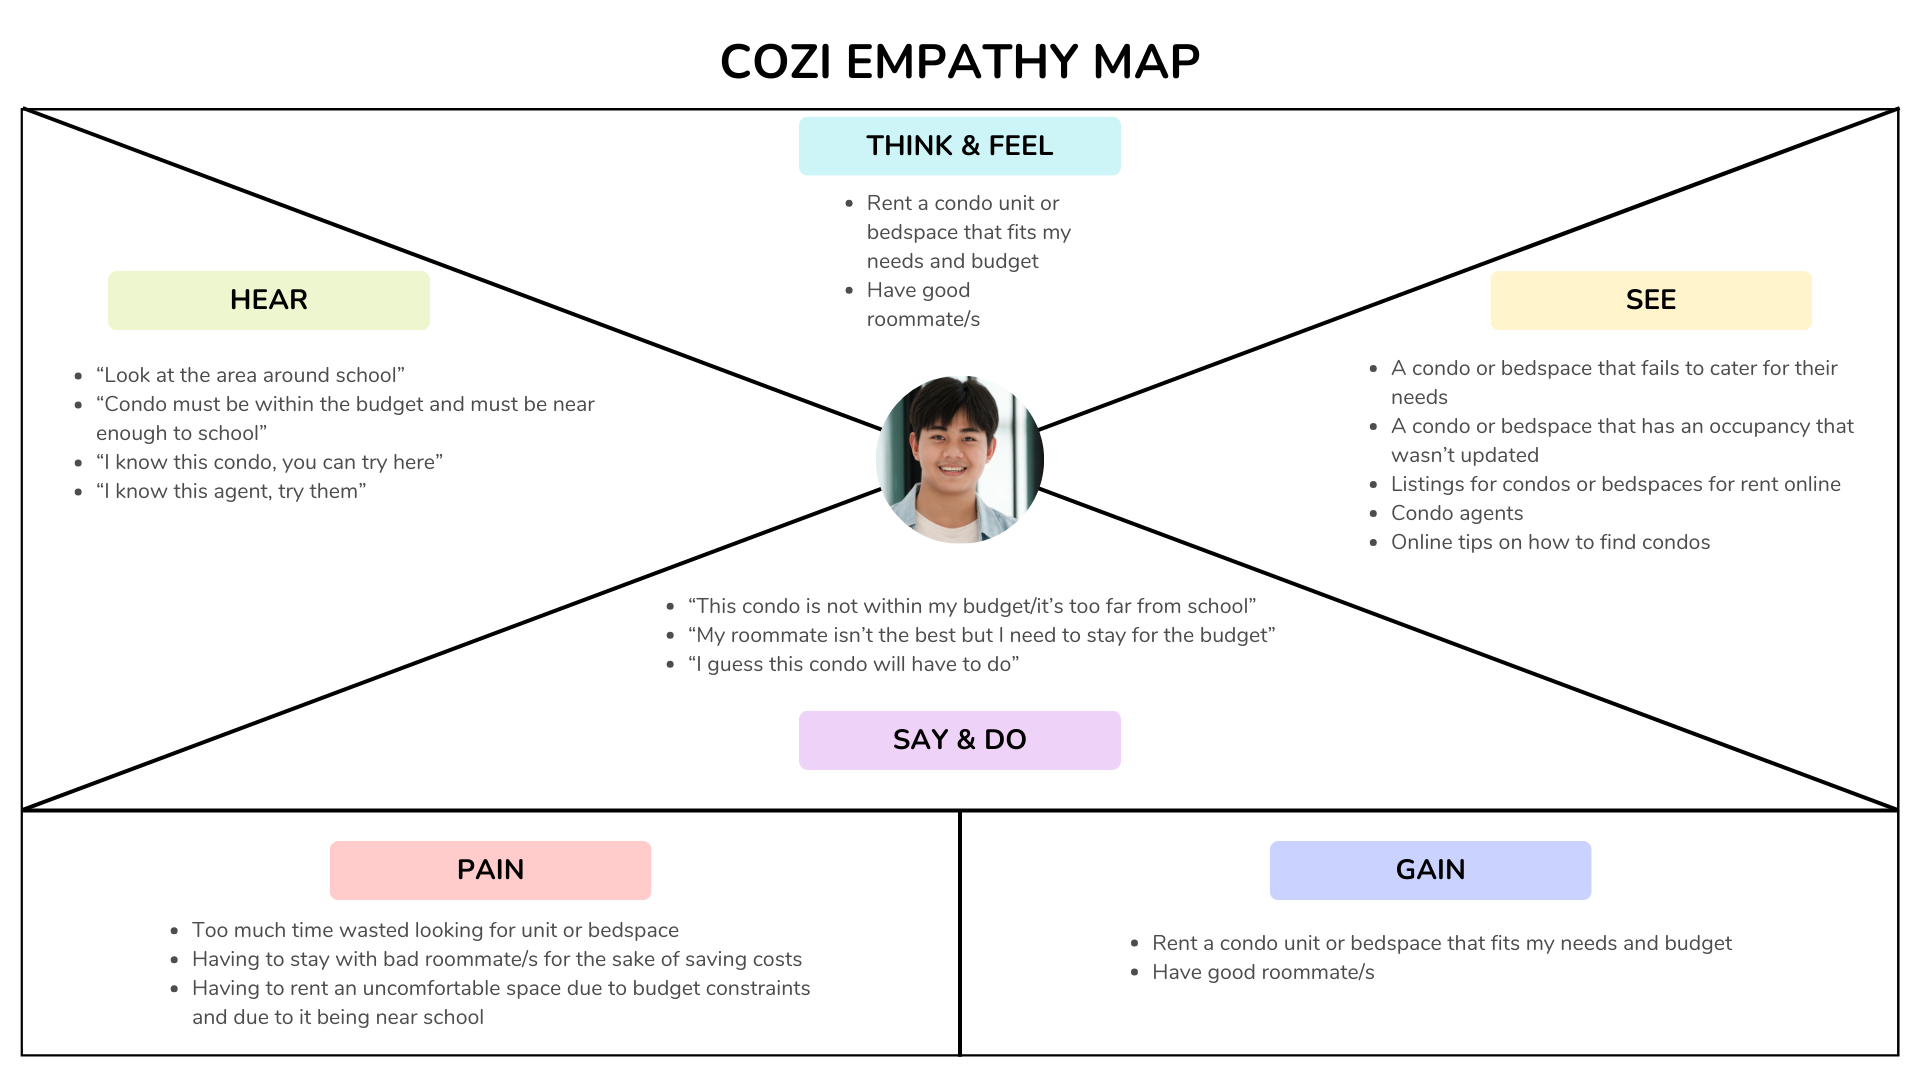 COZI EMPATHY MAP
THINK & FEEL
• Rent a condo unit or
bedspace that fits my
needs and budget
• Have good
roommate/s
HEAR
• “Look at the area around school”
• “Condo must be within the budget and must be near
enough to school”
• “I know this condo, you can try here”
• “I know this agent, try them”
SEE
• A condo or bedspace that fails to cater for their
needs
• A condo or bedspace that has an occupancy that
wasn’t updated
• Listings for condos or bedspaces for rent online
• Condo agents
• Online tips on how to find condos
• “This condo is not within my budget/it’s too far from school”
• “My roommate isn’t the best but I need to stay for the budget”
• “I guess this condo will have to do”
SAY & DO
PAIN
• Too much time wasted looking for unit or bedspace
• Having to stay with bad roommate/s for the sake of saving costs
• Having to rent an uncomfortable space due to budget constraints
and due to it being near school
GAIN
• Rent a condo unit or bedspace that fits my needs and budget
• Have good roommate/s